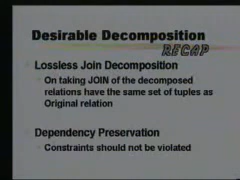 Desirable Decomposition
RECAP
Lossless Join Decomposition
On taking JOIN of the decomposed
relations have the same set of tuples as
Original relation
Dependency Preservation
Constraints should not be violated